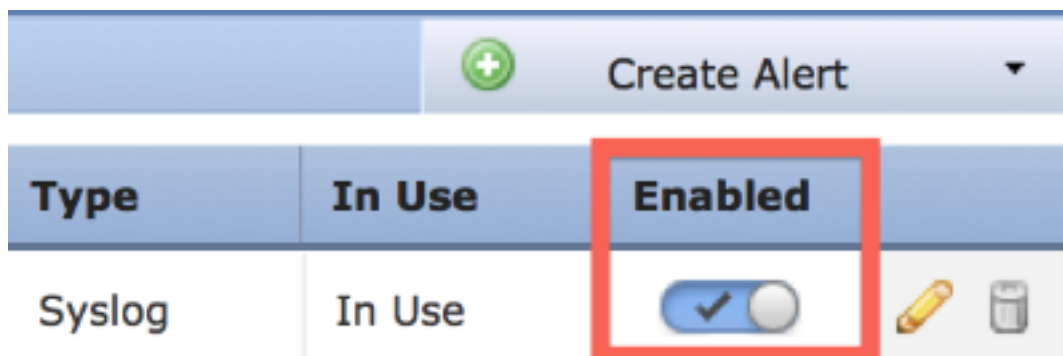 Create Alert
Type In Use Enabled
Syslog In Use